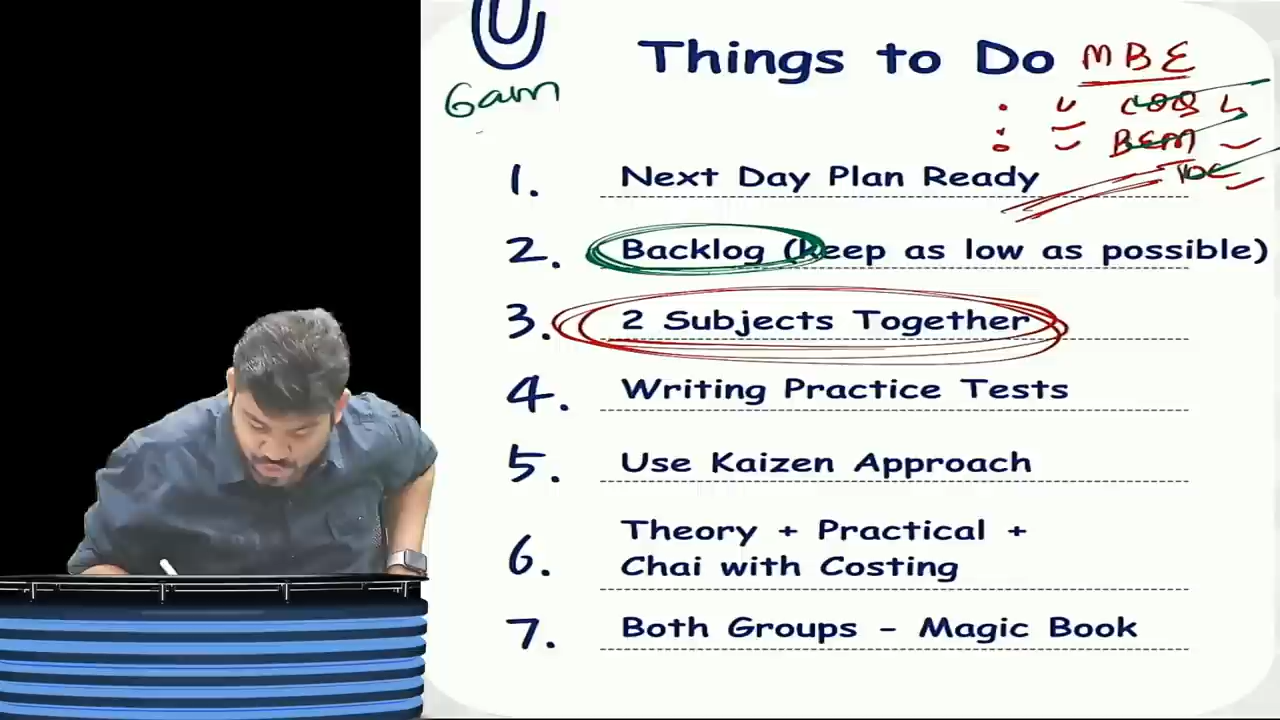 Things to Do MBE
6am
BEM
1. Next Day Plan Ready
2. Backlog (keep as low as possible)
3. 2 Subjects Together
4. Writing Practice Tests
5. Use Kaizen Approach
6. Theory + Practical +
Chai with Costing
7. Both Groups - Magic Book